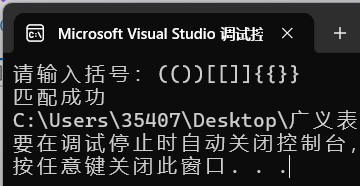 Microsoft Visual Studio 调试控
请输入括号：(())[[]]{{}}
匹配成功
C:\Users\35407\Desktop\广义表
要在调试停止时自动关闭控制台，
按任意键关闭此窗口. . .